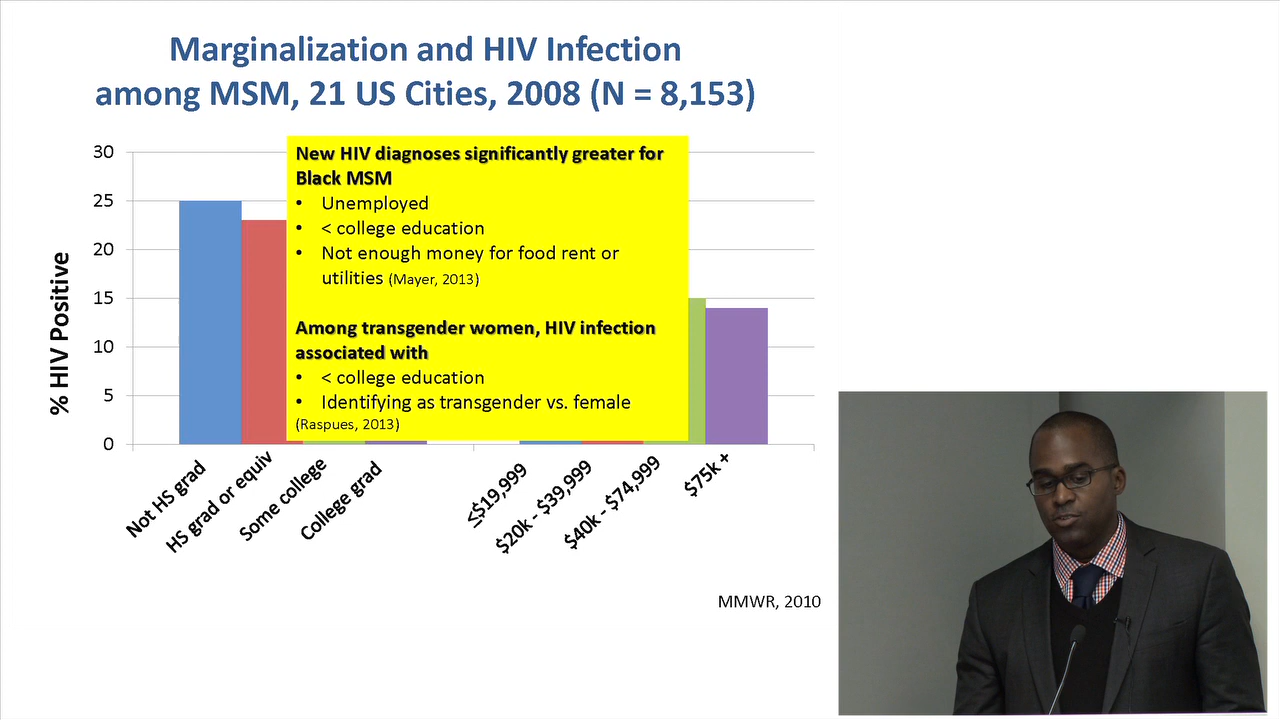 Marginalization and HIV Infection
among MSM, 21 US Cities, 2008 (N = 8,153)
% HIV Positive
30
25
20
15
10
5
0
New HIV diagnoses significantly greater for
Black MSM
• Unemployed
• < college education
• Not enough money for food rent or
utilities (Mayer, 2013)
Among transgender women, HIV infection
associated with
• < college education
• Identifying as transgender vs. female
(Raspues, 2013)
Not HS grad
HS grad or equiv
Some college
College grad
≤$19,999
$20k - $39,999
$40k - $74,999
$75k +
MMWR, 2010